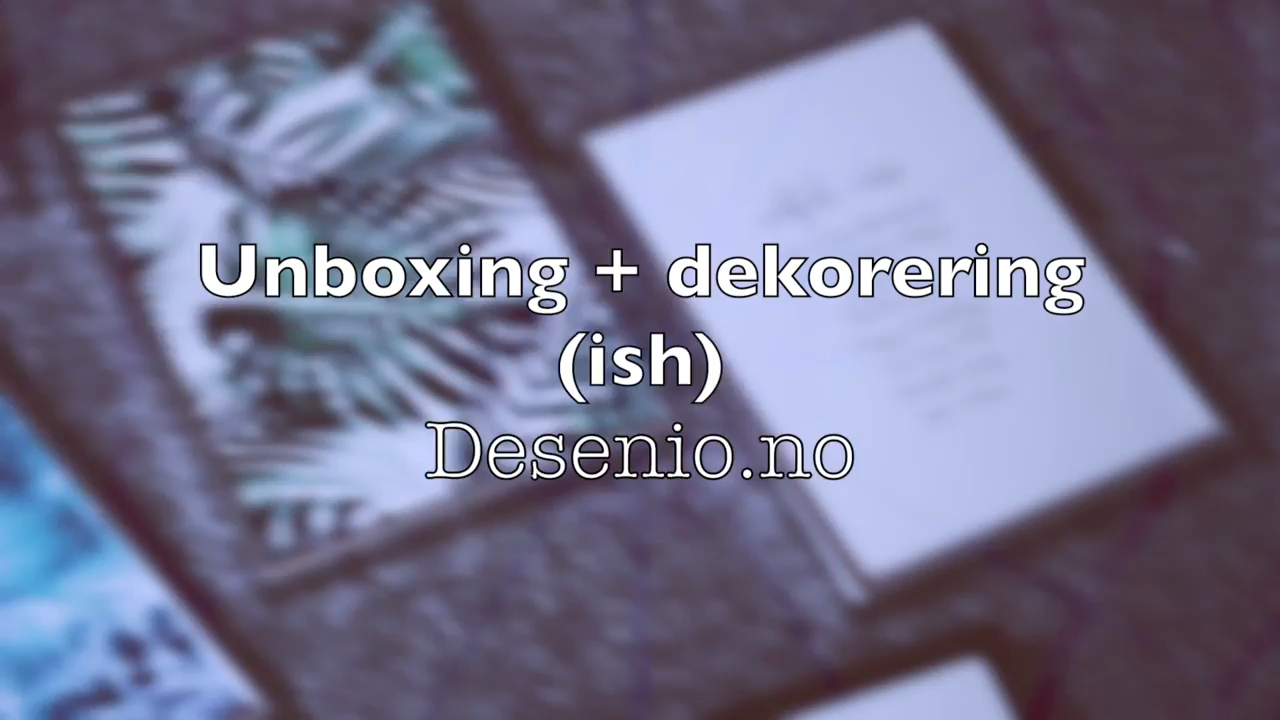 Unboxing + dekorering
(ish)
Desenio.no